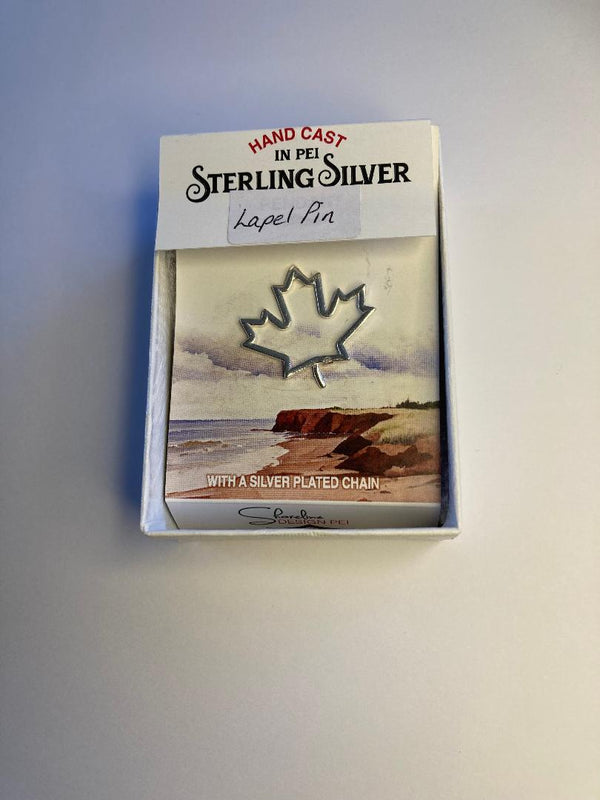 HAND CAST
IN PEI
STERLING SILVER
Lapel Pin
WITH A SILVER PLATED CHAIN
Shoreline
DESIGN PEI